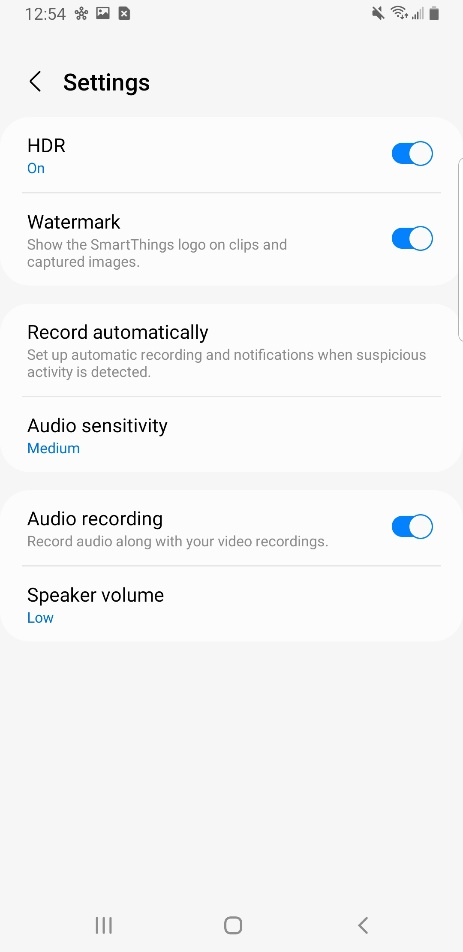 12:54
Settings
HDR
On
Watermark
Show the SmartThings logo on clips and
captured images.
Record automatically
Set up automatic recording and notifications when suspicious
activity is detected.
Audio sensitivity
Medium
Audio recording
Record audio along with your video recordings.
Speaker volume
Low